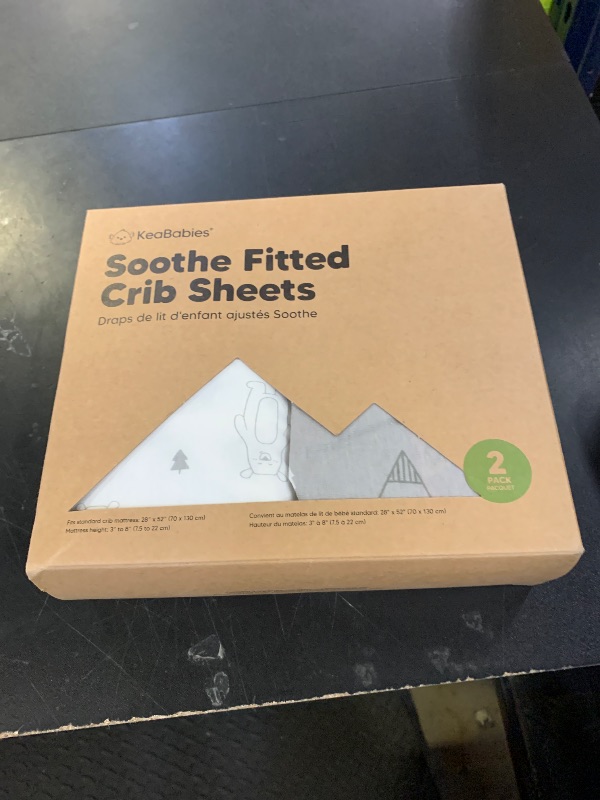 KeaBabies®
Soothe Fitted
Crib Sheets
Draps de lit d'enfant ajustés Soothe
2
PACK
PACQUET
Fits standard crib mattress: 28" x 52" (70 x 130 cm)
Mattress height: 3" to 8" (7.5 to 22 cm)
Convient au matelas de lit de bébé standard: 28" x 52" (70 x 130 cm)
Hauteur du matelas: 3" à 8" (7.5 à 22 cm)